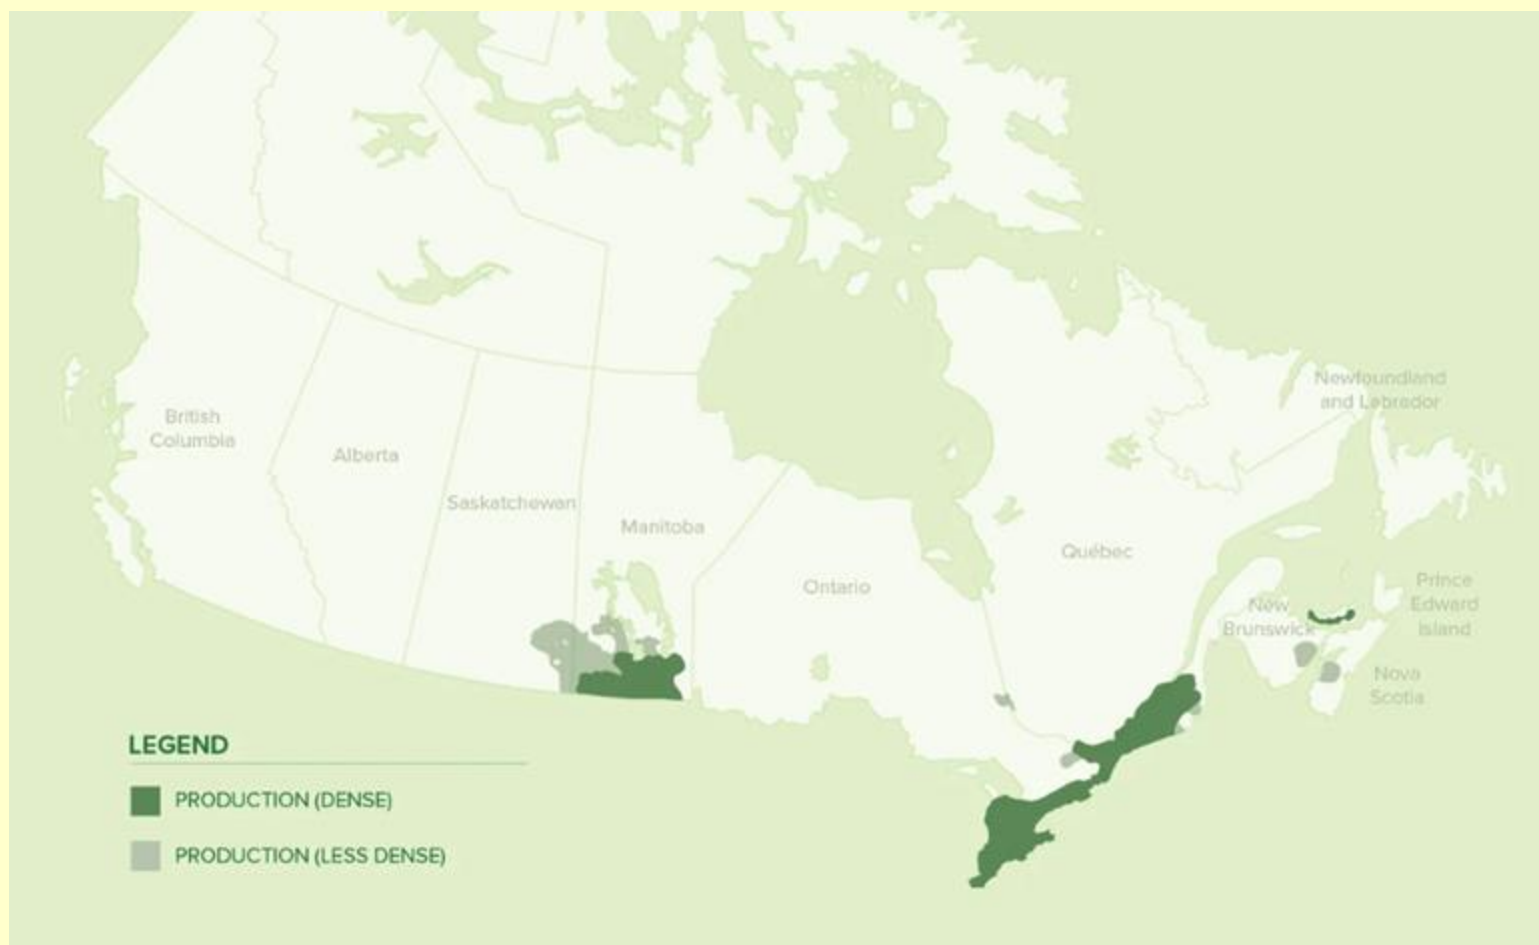 British
Columbia
Alberta
Saskatchewan
Manitoba
Ontario
Québec
Newfoundland
and Labrador
New
Brunswick
Prince
Edward
Island
Nova
Scotia
LEGEND
PRODUCTION (DENSE)
PRODUCTION (LESS DENSE)